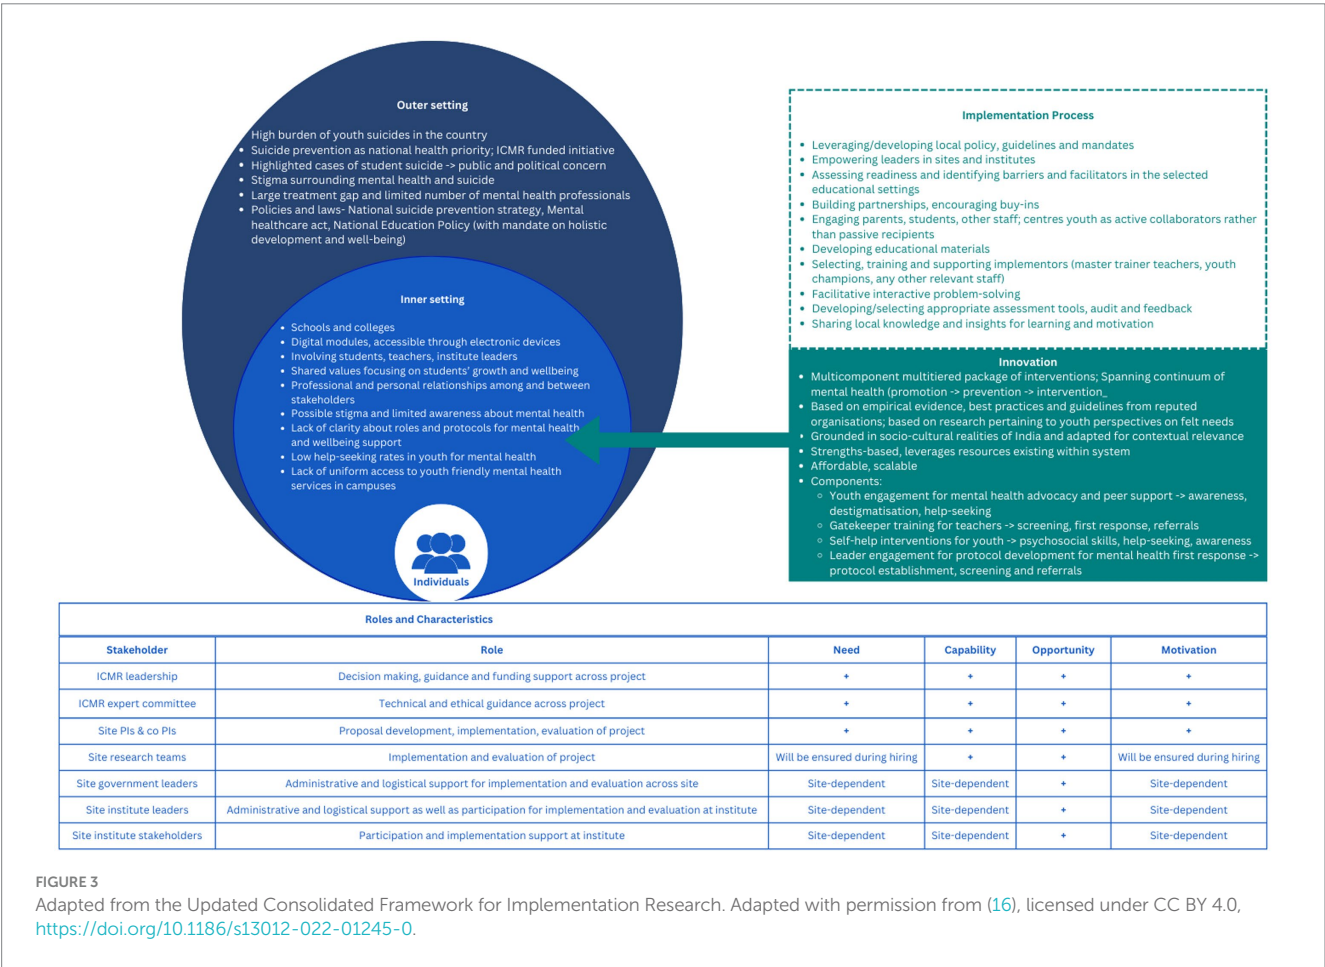 Outer setting
High burden of youth suicides in the country
• Suicide prevention as national health priority; ICMR funded initiative
• Highlighted cases of student suicide -> public and political concern
• Stigma surrounding mental health and suicide
• Large treatment gap and limited number of mental health professionals
• Policies and laws- National suicide prevention strategy, Mental
healthcare act, National Education Policy (with mandate on holistic
development and well-being)
Inner setting
• Schools and colleges
• Digital modules, accessible through electronic devices
• Involving students, teachers, institute leaders
• Shared values focusing on students' growth and wellbeing
• Professional and personal relationships among and between
stakeholders
• Possible stigma and limited awareness about mental health
• Lack of clarity about roles and protocols for mental health
and wellbeing support
• Low help-seeking rates in youth for mental health
• Lack of uniform access to youth friendly mental health
services in campuses
Individuals
Implementation Process
• Leveraging/developing local policy, guidelines and mandates
• Empowering leaders in sites and institutes
• Assessing readiness and identifying barriers and facilitators in the selected
educational settings
• Building partnerships, encouraging buy-ins
• Engaging parents, students, other staff; centres youth as active collaborators rather
than passive recipients
• Developing educational materials
• Selecting, training and supporting implementors (master trainer teachers, youth
champions, any other relevant staff)
• Facilitative interactive problem-solving
• Developing/selecting appropriate assessment tools, audit and feedback
• Sharing local knowledge and insights for learning and motivation
Innovation
• Multicomponent multitiered package of interventions; Spanning continuum of
mental health (promotion -> prevention -> intervention_
• Based on empirical evidence, best practices and guidelines from reputed
organisations; based on research pertaining to youth perspectives on felt needs
• Grounded in socio-cultural realities of India and adapted for contextual relevance
• Strengths-based, leverages resources existing within system
• Affordable, scalable
• Components:
○ Youth engagement for mental health advocacy and peer support -> awareness,
destigmatisation, help-seeking
○ Gatekeeper training for teachers -> screening, first response, referrals
○ Self-help interventions for youth -> psychosocial skills, help-seeking, awareness
○ Leader engagement for protocol development for mental health first response ->
protocol establishment, screening and referrals
Roles and Characteristics
Stakeholder Role Need Capability Opportunity Motivation
ICMR leadership Decision making, guidance and funding support across project + + + +
ICMR expert committee Technical and ethical guidance across project + + + +
Site PIs & co PIs Proposal development, implementation, evaluation of project + + + +
Site research teams Implementation and evaluation of project Will be ensured during hiring + + Will be ensured during hiring
Site government leaders Administrative and logistical support for implementation and evaluation across site Site-dependent Site-dependent + Site-dependent
Site institute leaders Administrative and logistical support as well as participation for implementation and evaluation at institute Site-dependent Site-dependent + Site-dependent
Site institute stakeholders Participation and implementation support at institute Site-dependent Site-dependent + Site-dependent
FIGURE 3
Adapted from the Updated Consolidated Framework for Implementation Research. Adapted with permission from (16), licensed under CC BY 4.0,
https://doi.org/10.1186/s13012-022-01245-0.